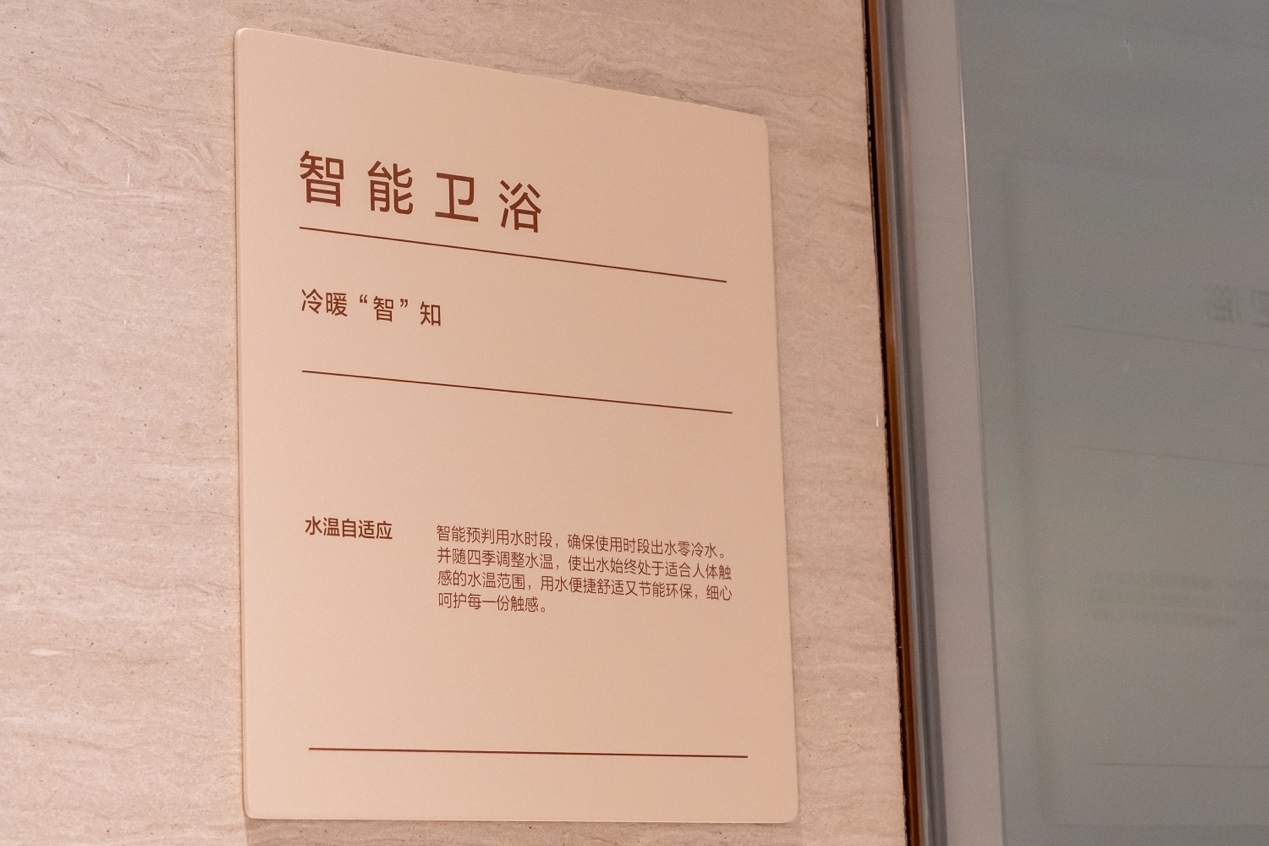 智能卫浴
冷暖“智”知
水温自适应
智能预判用水时段，确保使用时段出水零冷水。
并随四季调整水温，使出水始终处于适合人体触
感的水温范围，用水便捷舒适又节能环保，细心
呵护每一份触感。